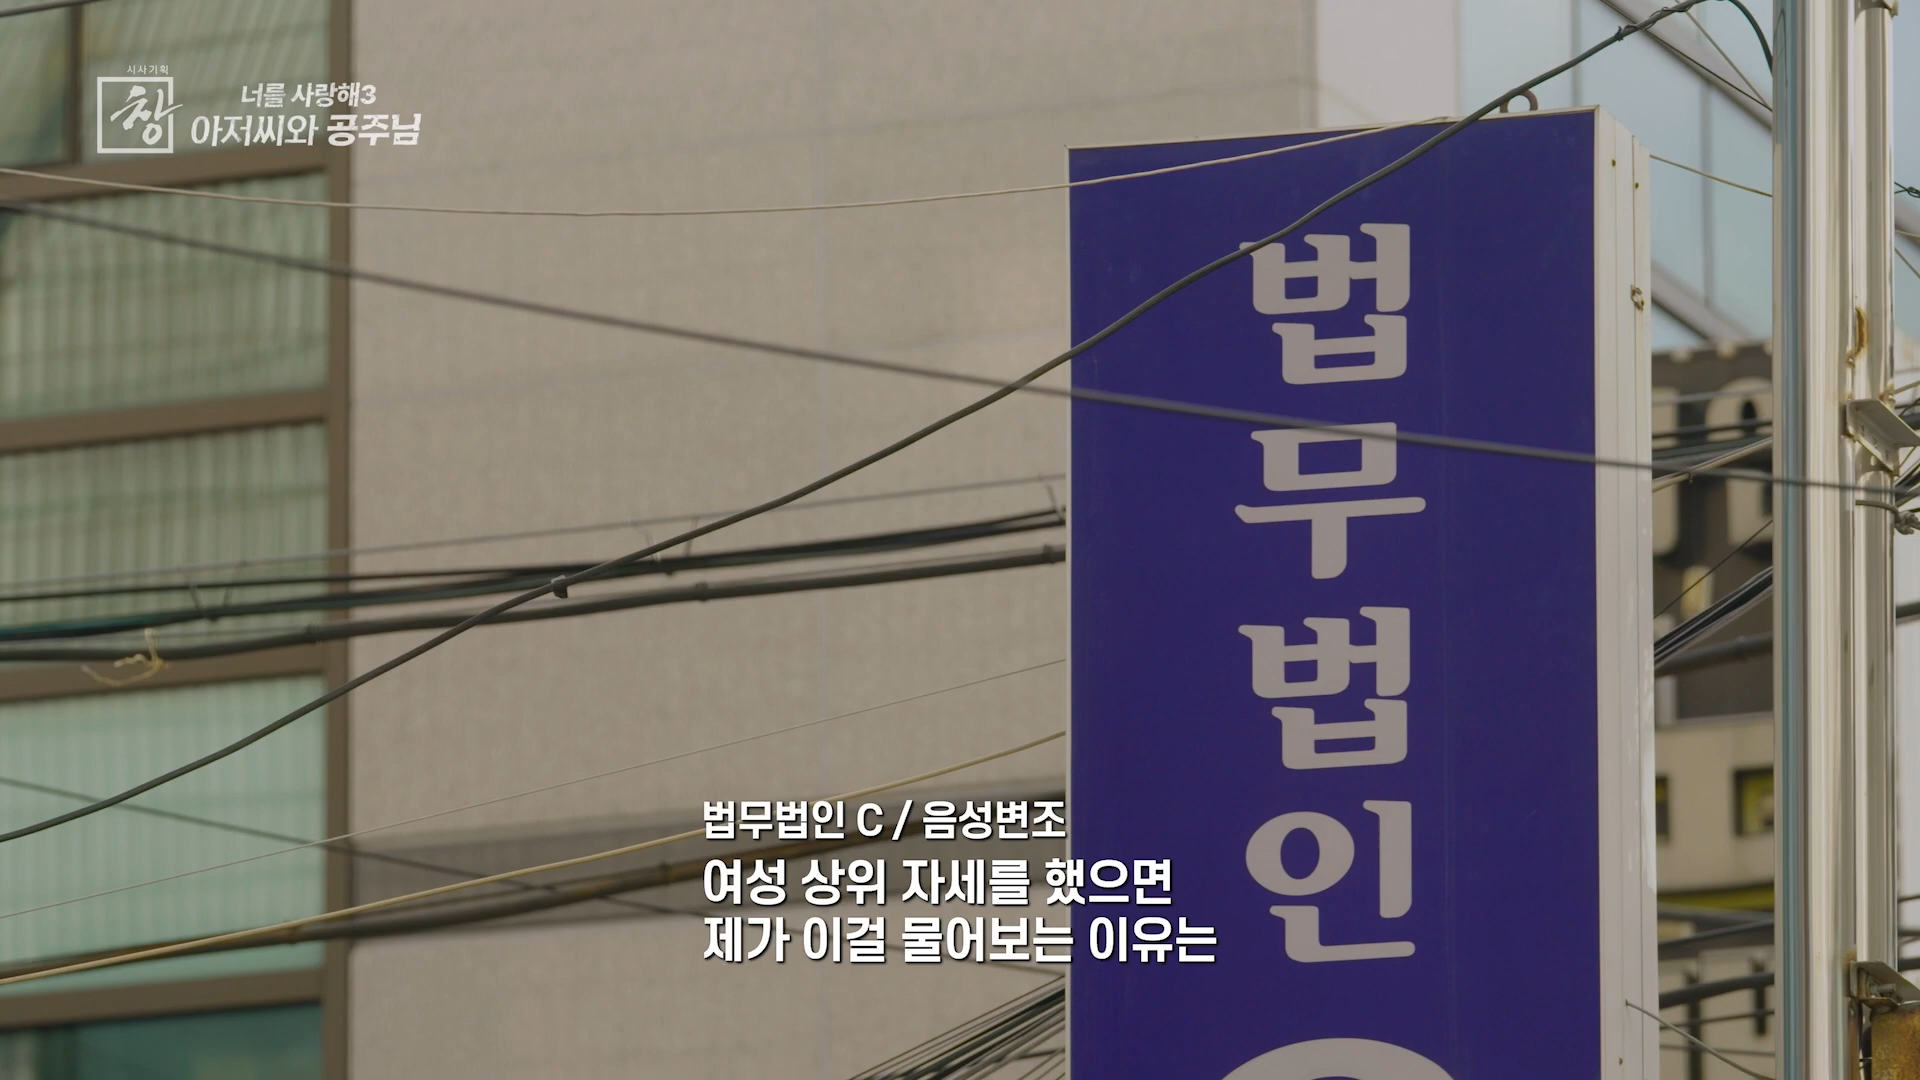 시사기획
창
너를 사랑해3
아저씨와 공주님
법
무
법
인
법무법인 C / 음성변조
여성 상위 자세를 했으면
제가 이걸 물어보는 이유는